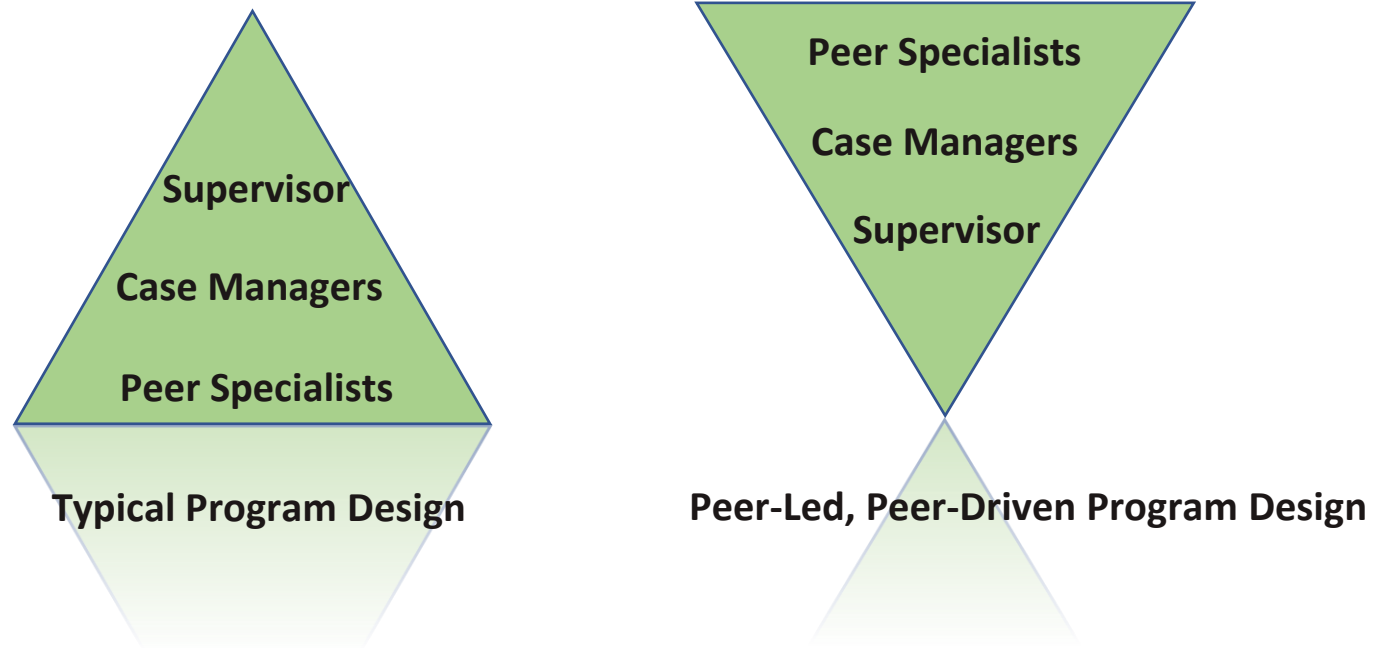 Supervisor
Case Managers
Peer Specialists
Typical Program Design
Peer Specialists
Case Managers
Supervisor
Peer-Led, Peer-Driven Program Design